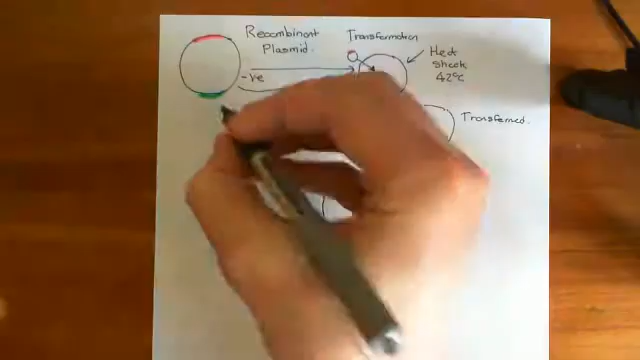 Recombinant
Plasmid.
Transformation
Heat
Shock
42°C
-ve
Transformed.